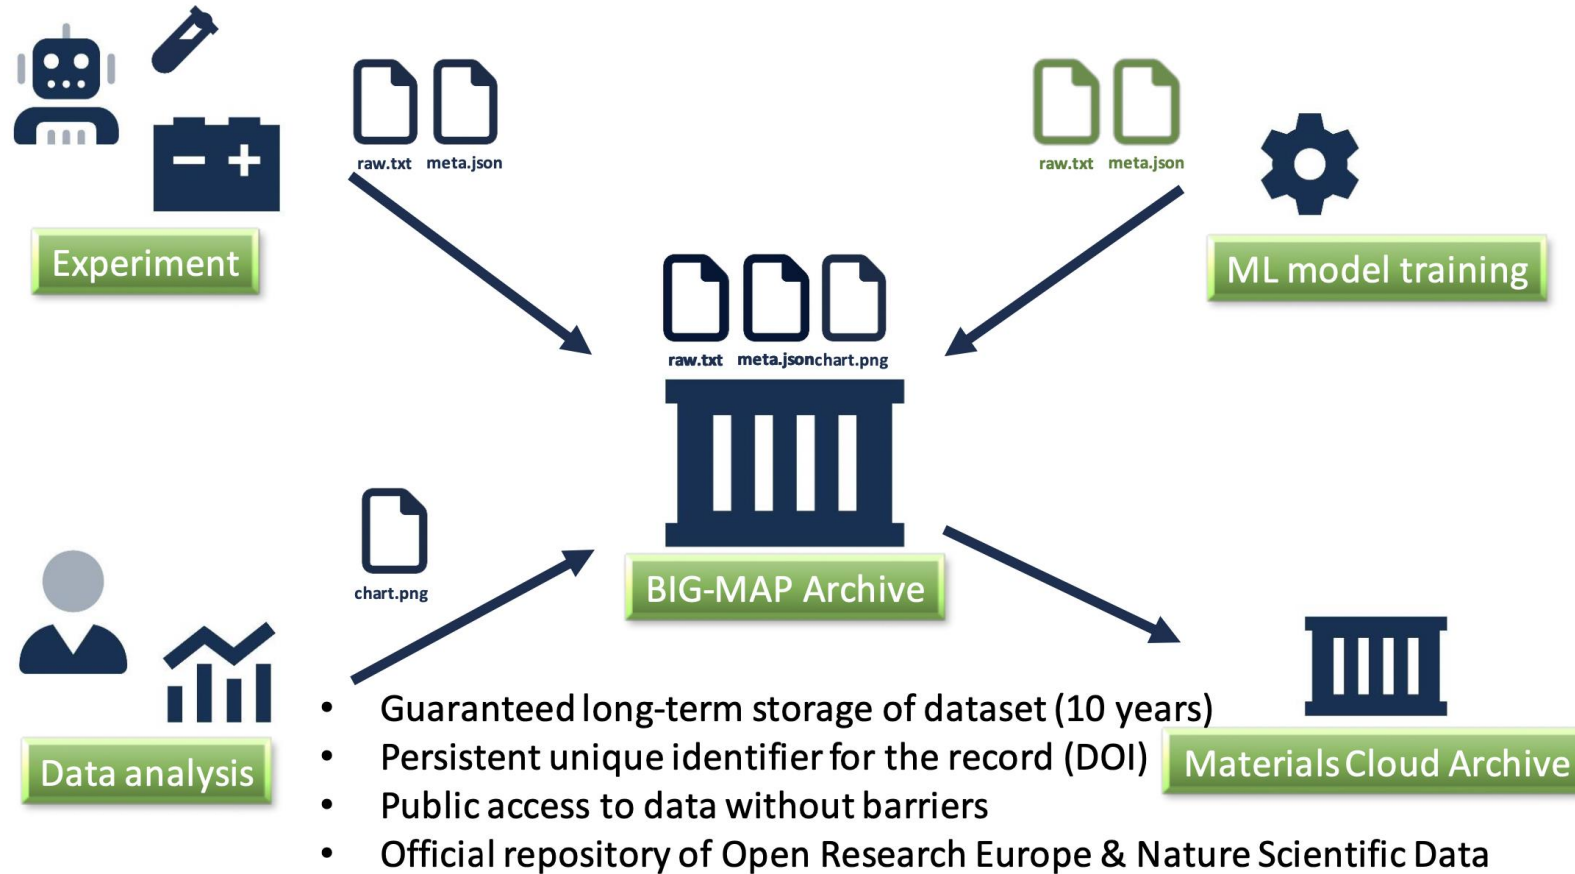 raw.txt meta.json
Experiment
raw.txt meta.json
ML model training
raw.txt meta.json chart.png
BIG-MAP Archive
chart.png
Data analysis
• Guaranteed long-term storage of dataset (10 years)
• Persistent unique identifier for the record (DOI)
• Public access to data without barriers
• Official repository of Open Research Europe & Nature Scientific Data
Materials Cloud Archive